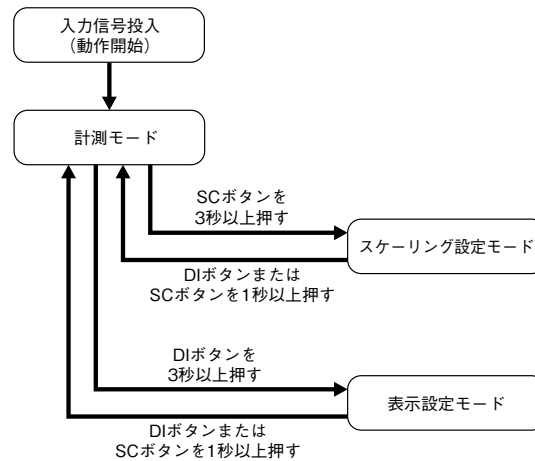 入力信号投入
（動作開始）
計測モード
SCボタンを
3秒以上押す
スケーリング設定モード
DIボタンまたは
SCボタンを1秒以上押す
DIボタンを
3秒以上押す
表示設定モード
DIボタンまたは
SCボタンを1秒以上押す